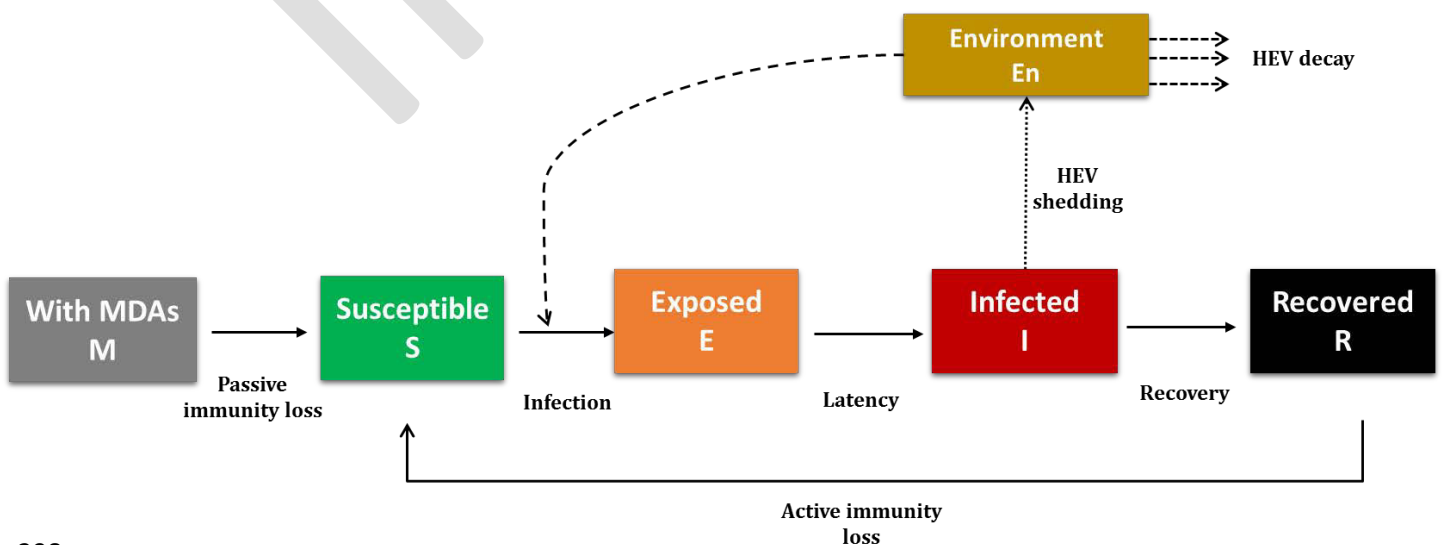 Environment
En
HEV decay
HEV
shedding
With MDAs
M
Susceptible
S
Exposed
E
Infected
I
Recovered
R
Passive
immunity loss
Infection
Latency
Recovery
Active immunity
loss